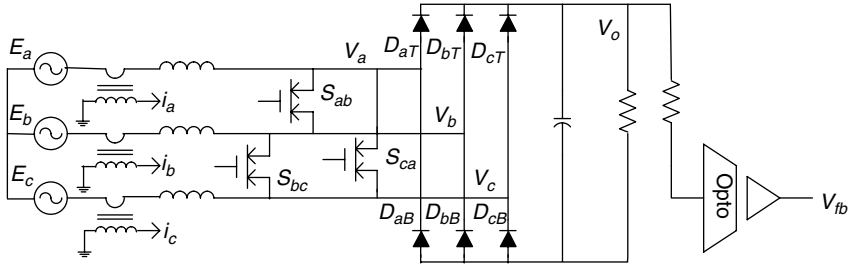 E_a
V_a
D_aT
D_bT
D_cT
V_o
i_a
S_ab
E_b
V_b
i_b
S_bc
S_ca
E_c
V_c
i_c
D_aB
D_bB
D_cB
Opto
V_fb